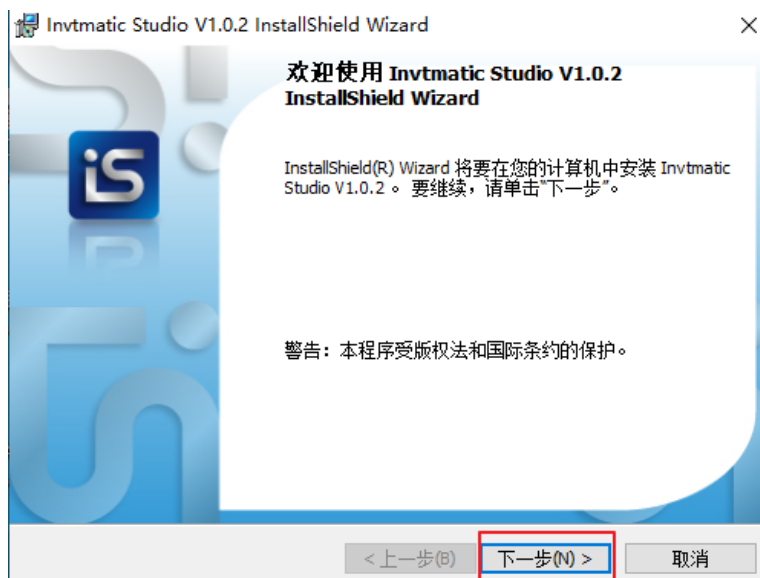 Invtmatic Studio V1.0.2 InstallShield Wizard
欢迎使用 Invtmatic Studio V1.0.2
InstallShield Wizard
iS
InstallShield(R) Wizard 将要在您的计算机中安装 Invtmatic
Studio V1.0.2 。 要继续，请单击“下一步”。
警告：本程序受版权法和国际条约的保护。
<上一步(B)
下一步(N) >
取消